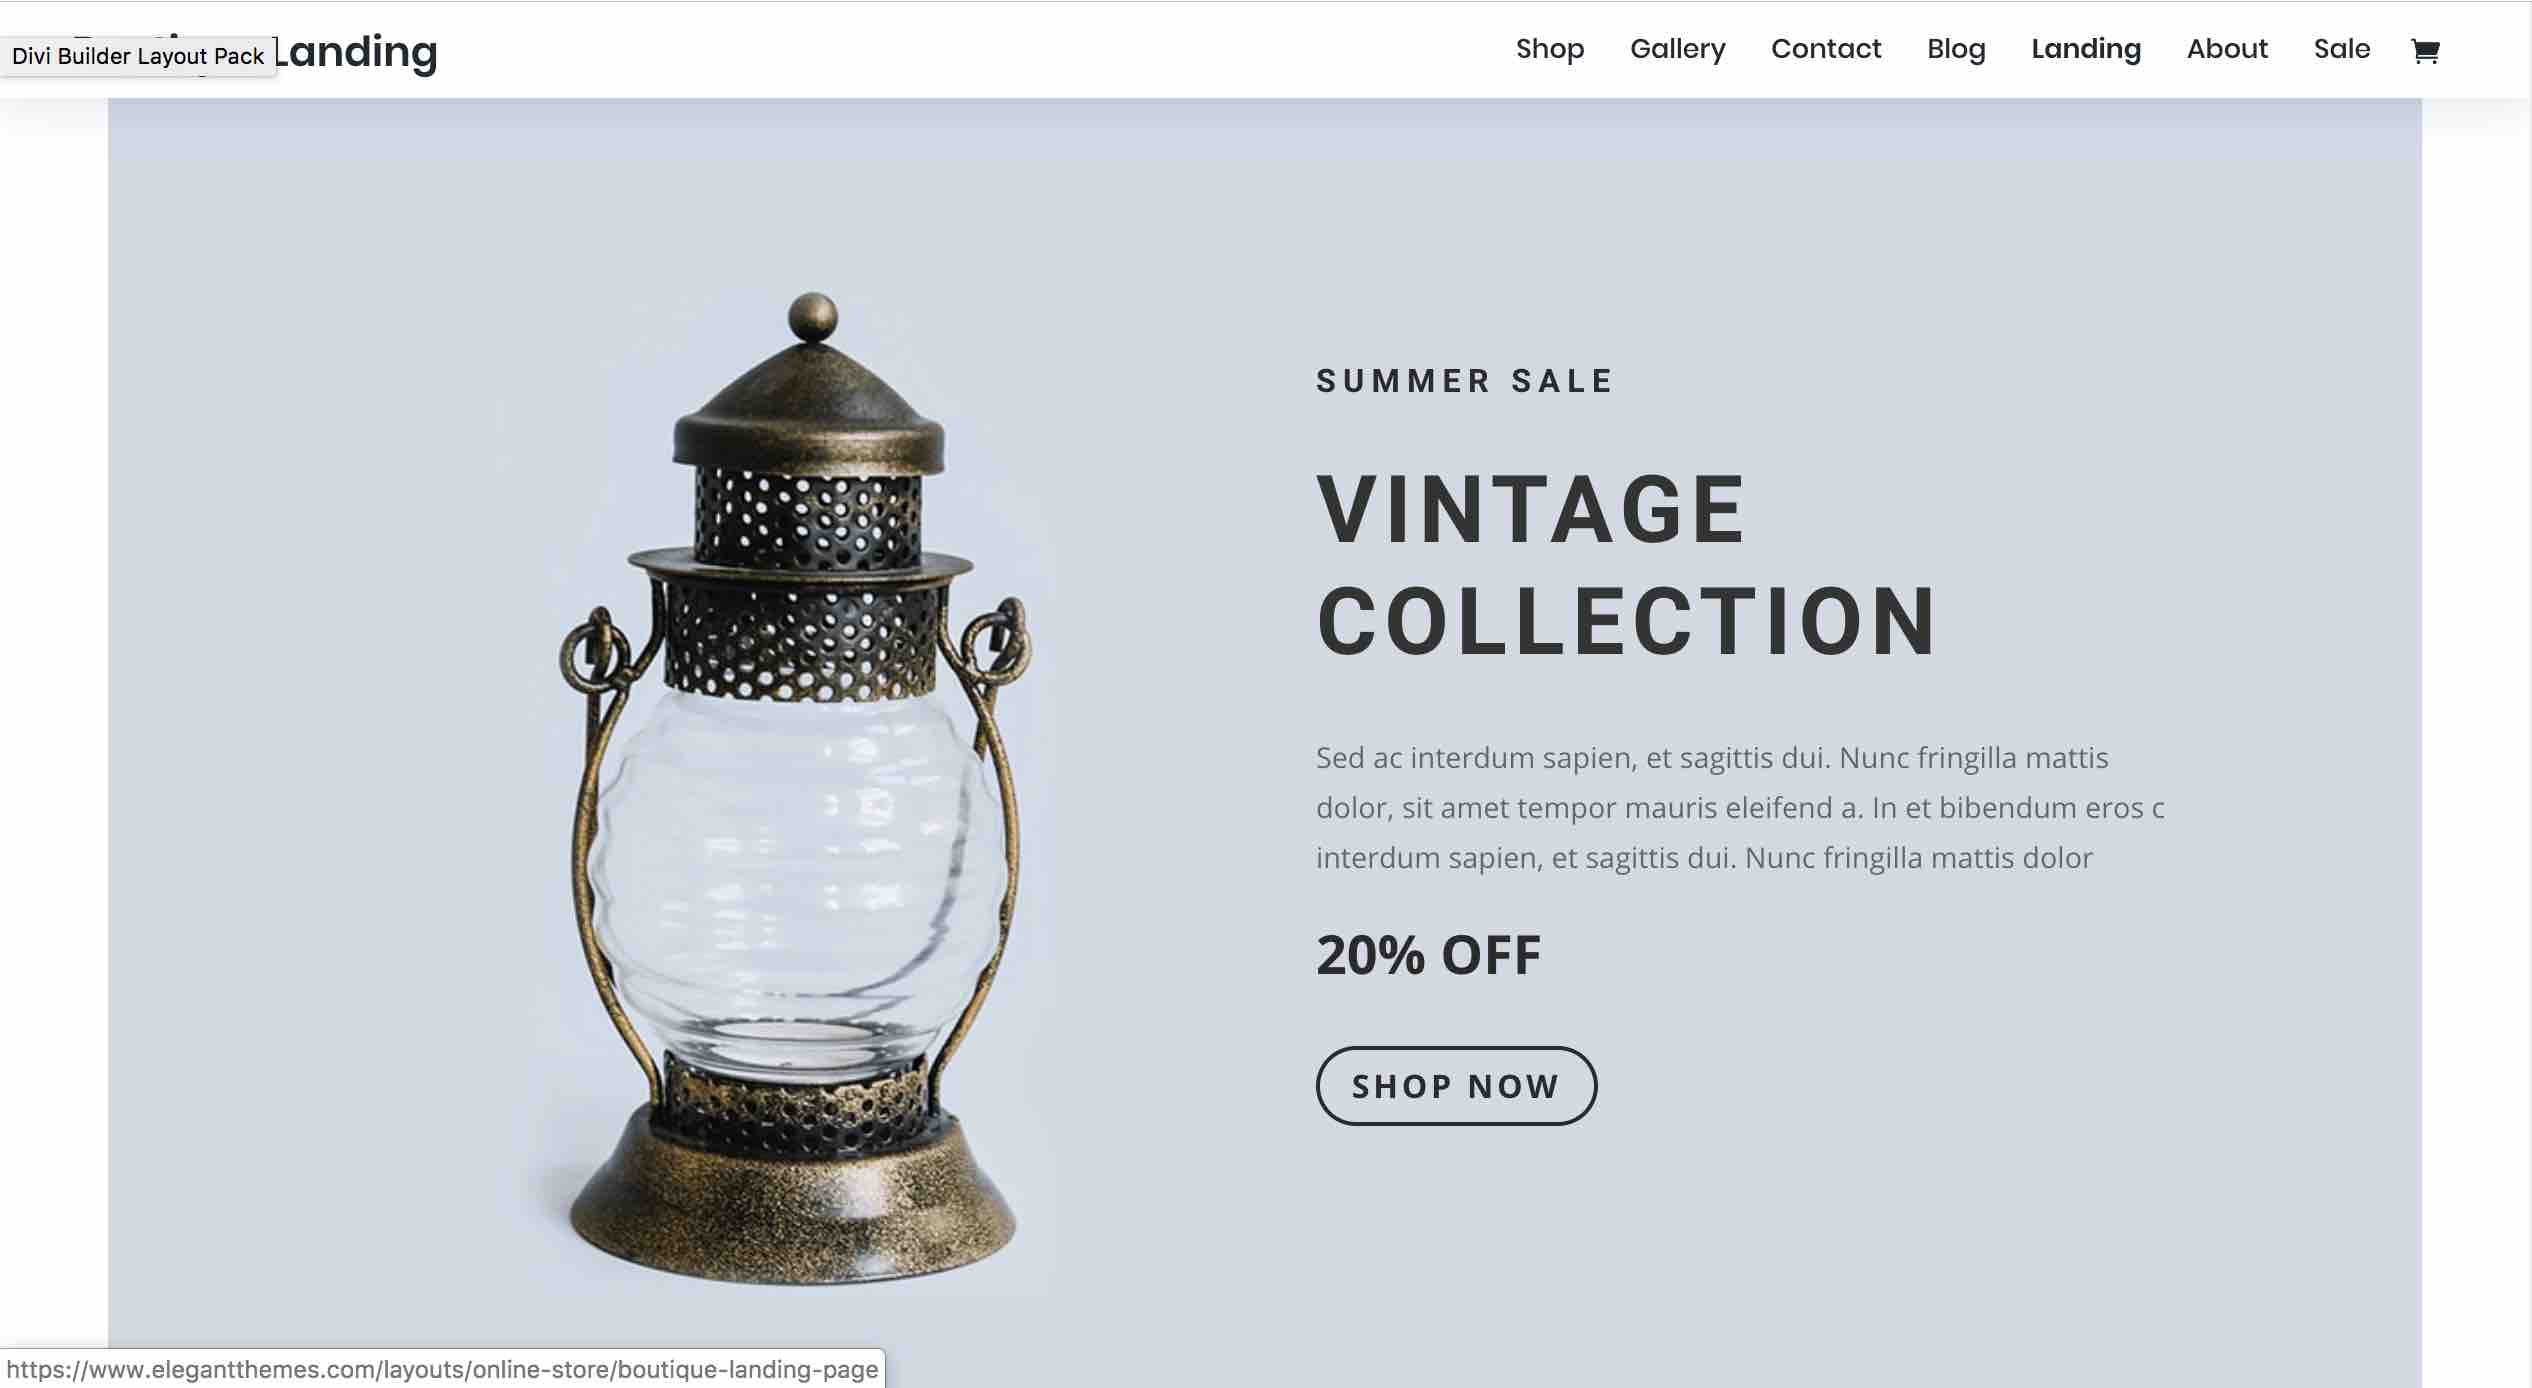 Divi Builder Layout Pack
Landing
Shop Gallery Contact Blog Landing About Sale
SUMMER SALE
VINTAGE
COLLECTION
Sed ac interdum sapien, et sagittis dui. Nunc fringilla mattis
dolor, sit amet tempor mauris eleifend a. In et bibendum eros c
interdum sapien, et sagittis dui. Nunc fringilla mattis dolor
20% OFF
SHOP NOW
https://www.elegantthemes.com/layouts/online-store/boutique-landing-page